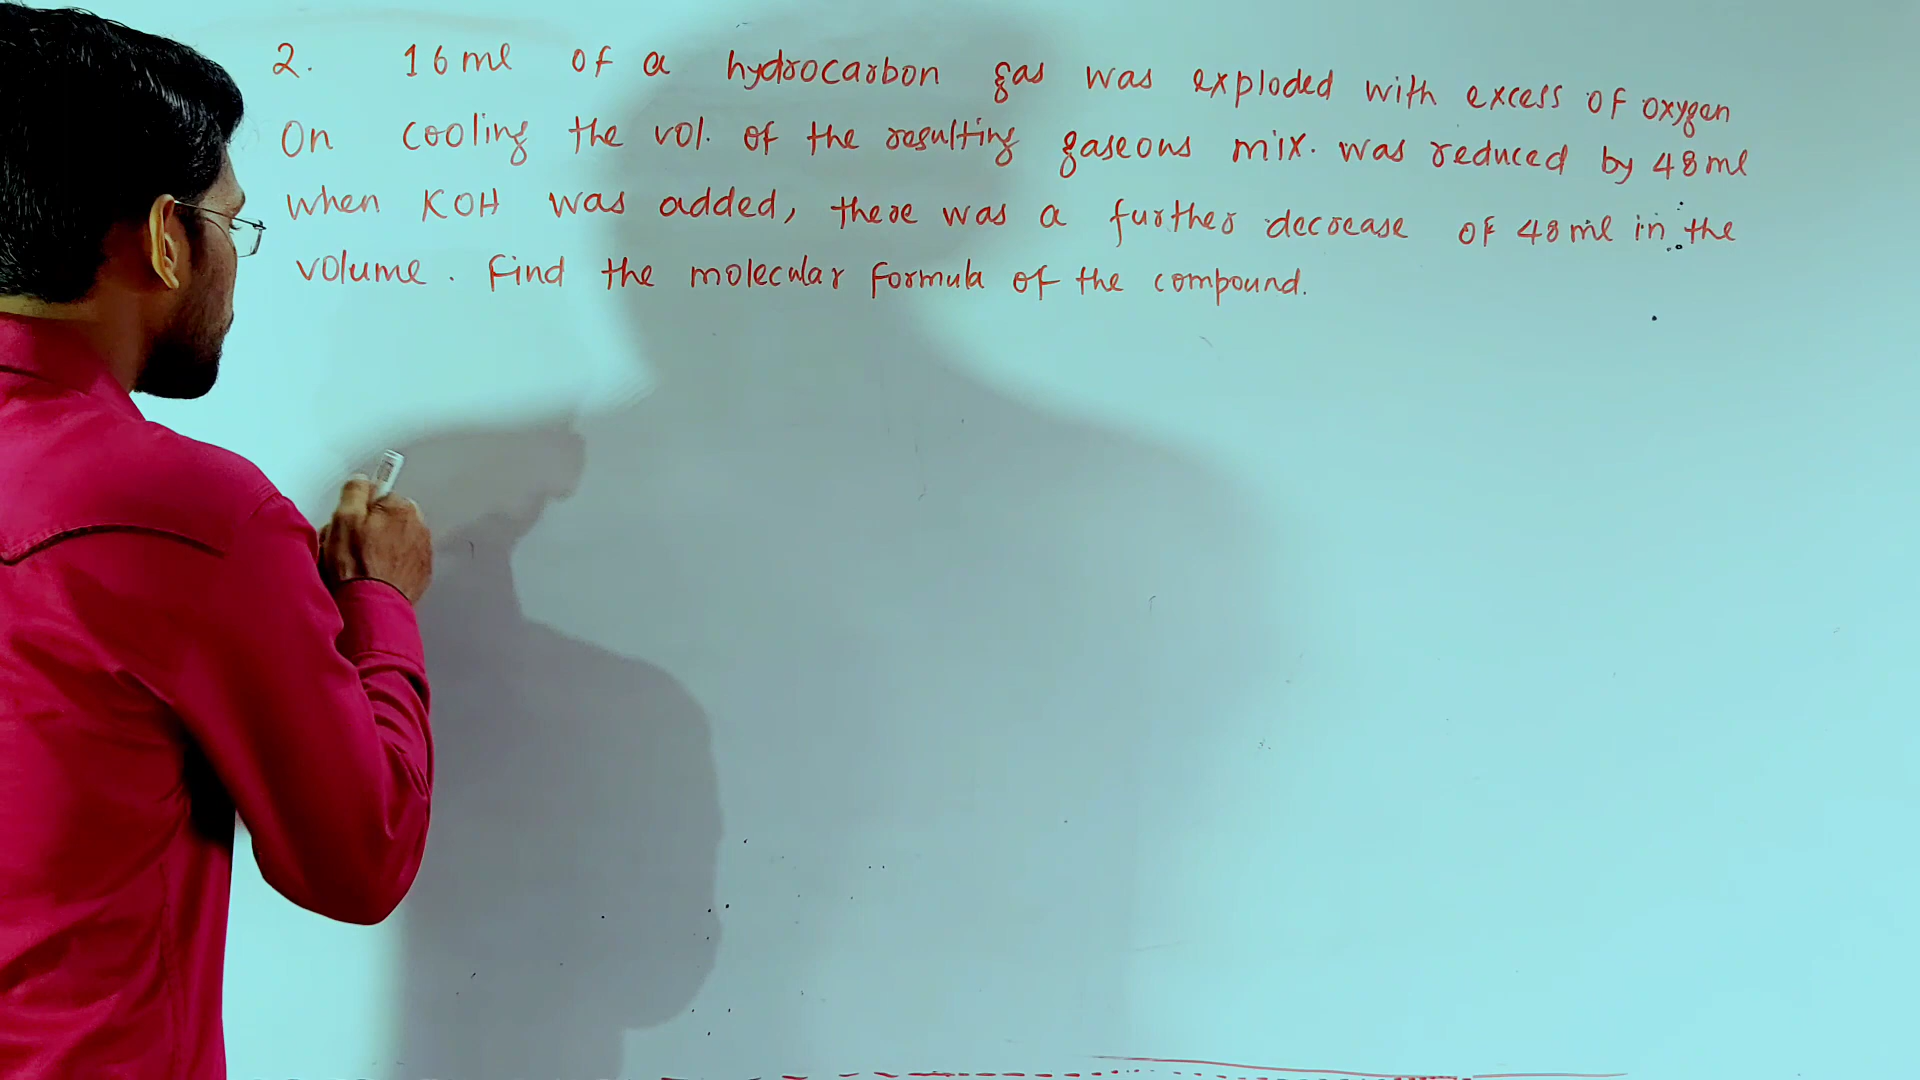 2. 16 ml of a hydrocarbon gas was exploded with excess of oxygen
On cooling the vol. of the resulting gaseous mix. was reduced by 48 ml
when KOH was added, there was a further decrease of 48 ml in the
volume. Find the molecular formula of the compound.